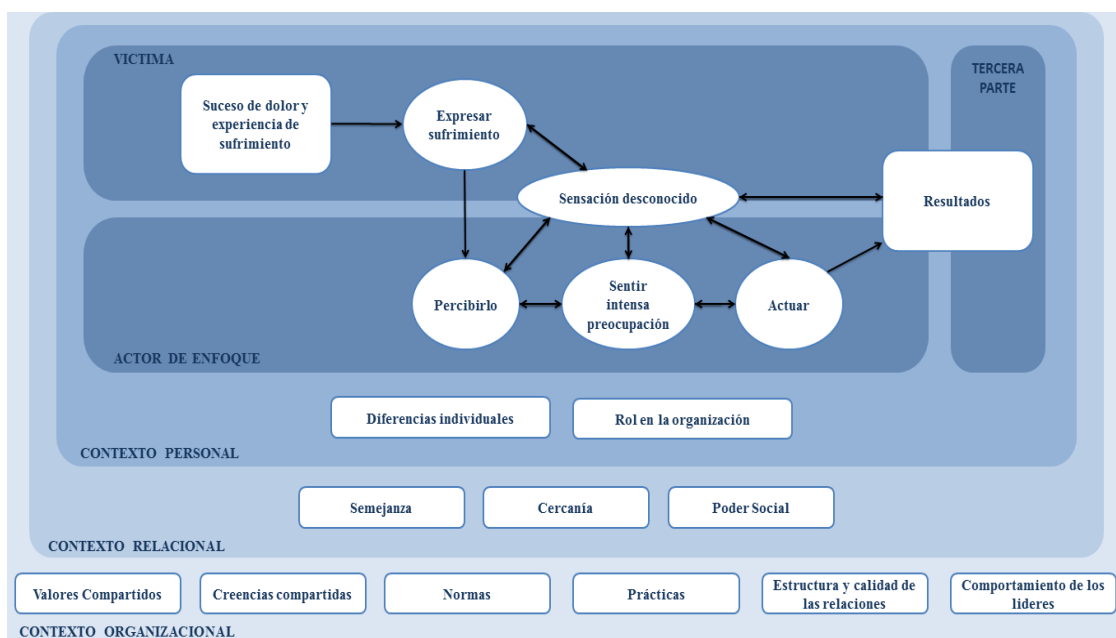 VICTIMA
TERCERA
PARTE
Suceso de dolor y
experiencia de
sufrimiento
Expresar
sufrimiento
Sensación desconocido
Resultados
Percibirlo
Sentir
intensa
preocupación
Actuar
ACTOR DE ENFOQUE
Diferencias individuales
Rol en la organización
CONTEXTO PERSONAL
Semejanza
Cercanía
Poder Social
CONTEXTO RELACIONAL
Valores Compartidos
Creencias compartidas
Normas
Prácticas
Estructura y calidad de
las relaciones
Comportamiento de los
líderes
CONTEXTO ORGANIZACIONAL